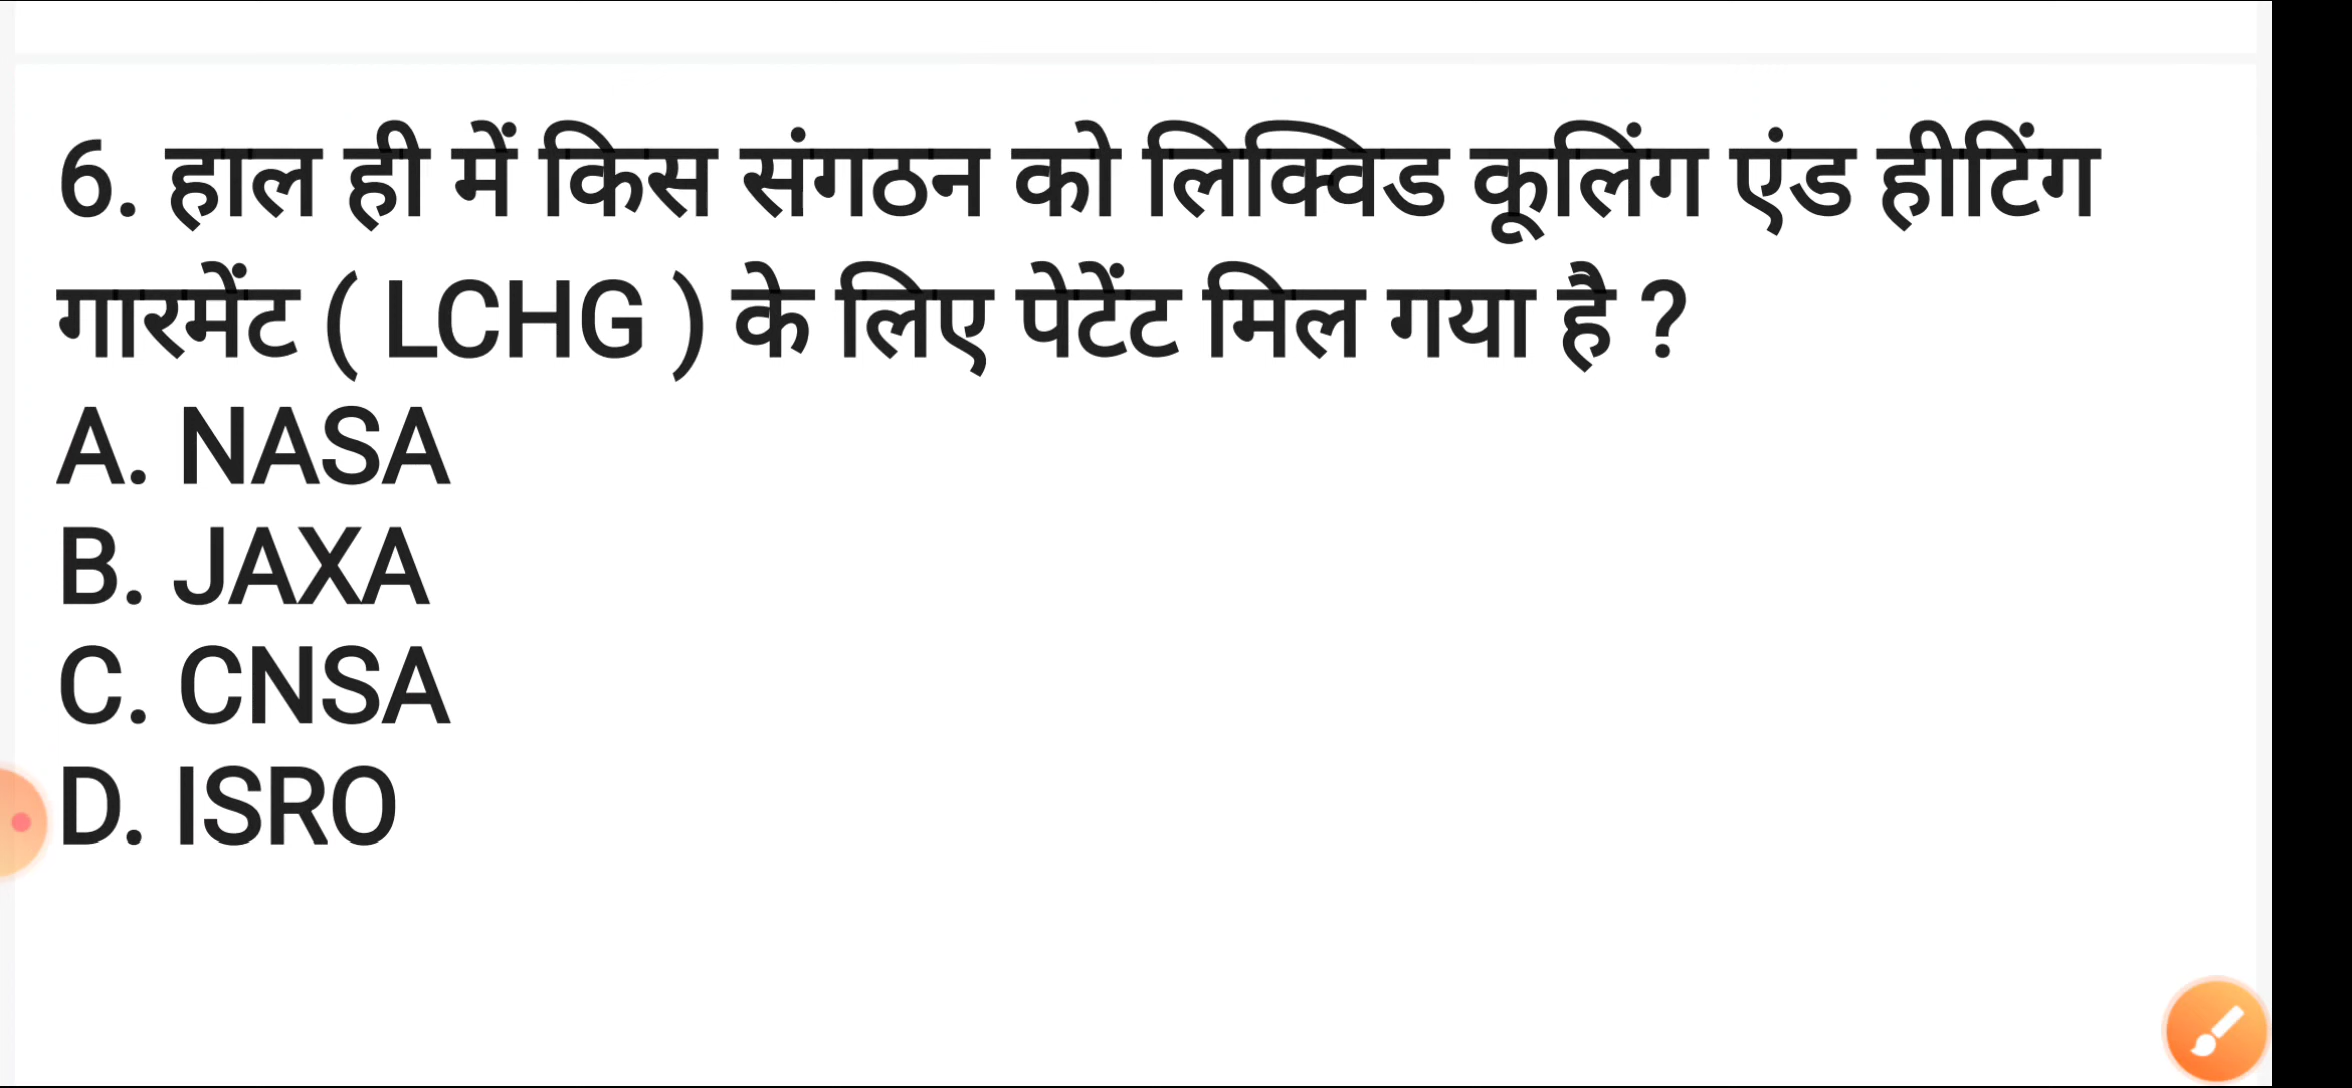 6. हाल ही में किस संगठन को लिक्विड कूलिंग एंड हीटिंग
गारमेंट ( LCHG ) के लिए पेटेंट मिल गया है ?
A. NASA
B. JAXA
C. CNSA
D. ISRO